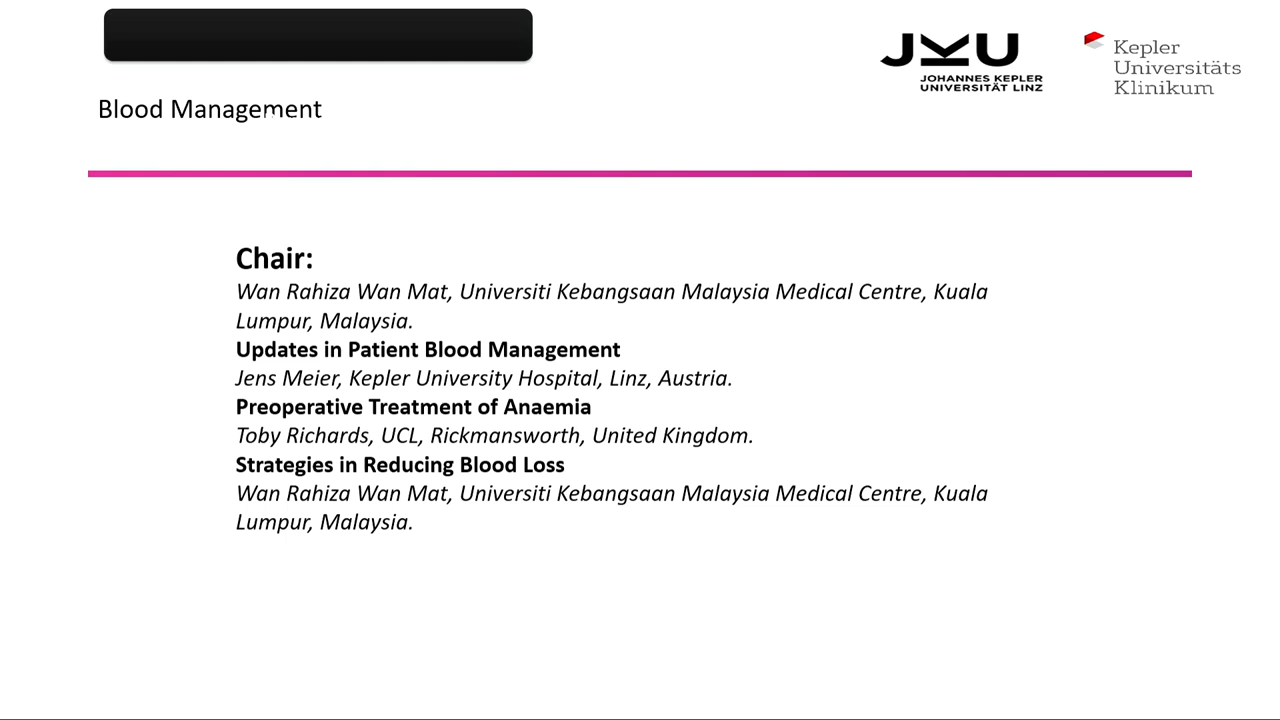 JKU
JOHANNES KEPLER
UNIVERSITÄT LINZ
Kepler
Universitäts
Klinikum
Blood Management
Chair:
Wan Rahiza Wan Mat, Universiti Kebangsaan Malaysia Medical Centre, Kuala
Lumpur, Malaysia.
Updates in Patient Blood Management
Jens Meier, Kepler University Hospital, Linz, Austria.
Preoperative Treatment of Anaemia
Toby Richards, UCL, Rickmansworth, United Kingdom.
Strategies in Reducing Blood Loss
Wan Rahiza Wan Mat, Universiti Kebangsaan Malaysia Medical Centre, Kuala
Lumpur, Malaysia.